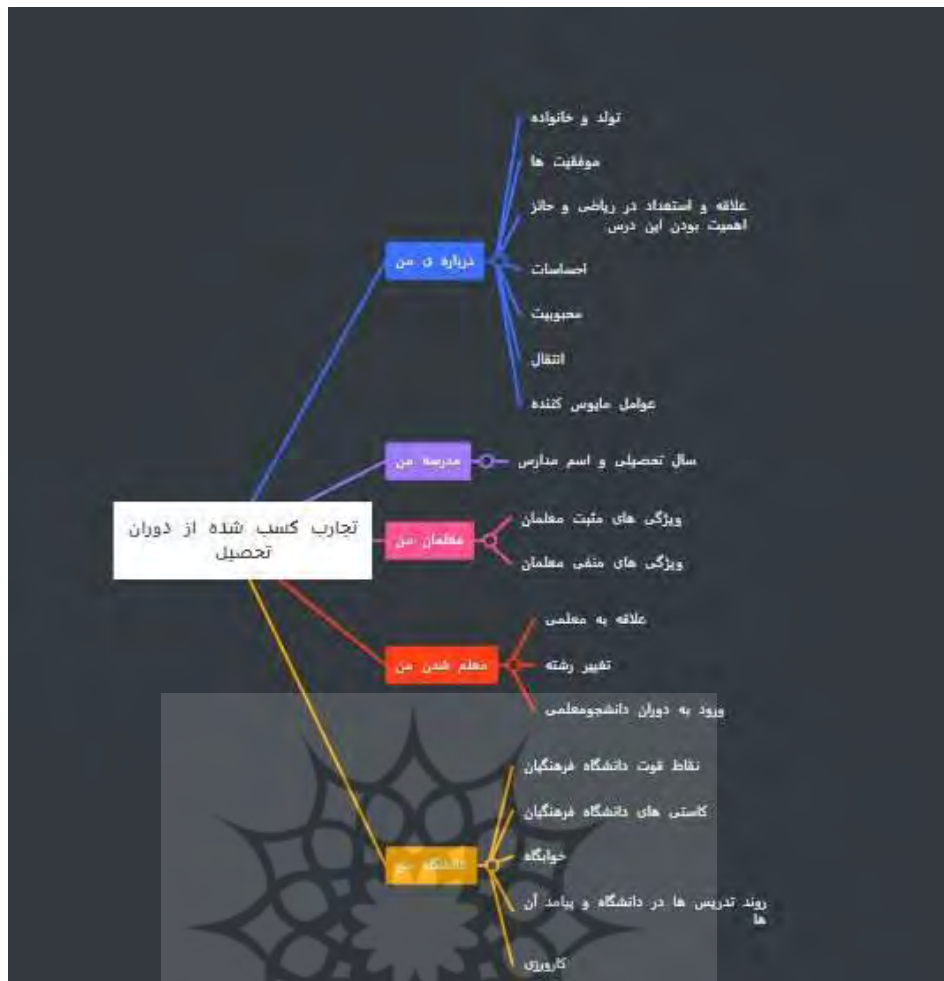 تجارب کسب شده از دوران
تحصیل
درباره ی من
تولد و خانواده
موفقیت ها
علاقه و استعداد در ریاضی و حائز
اهمیت بودن این درس
احساسات
محبوبیت
انتقال
عوامل مایوس کننده
مدرسه من
سال تحصیلی و اسم مدارس
معلمان من
ویژگی های مثبت معلمان
ویژگی های منفی معلمان
معلم شدن من
علاقه به معلمی
تغییر رشته
ورود به دوران دانشجومعلمی
دانشگاه
نقاط قوت دانشگاه فرهنگیان
کاستی های دانشگاه فرهنگیان
خوابگاه
روند تدریس ها در دانشگاه و پیامد آن
ها
کارورزی